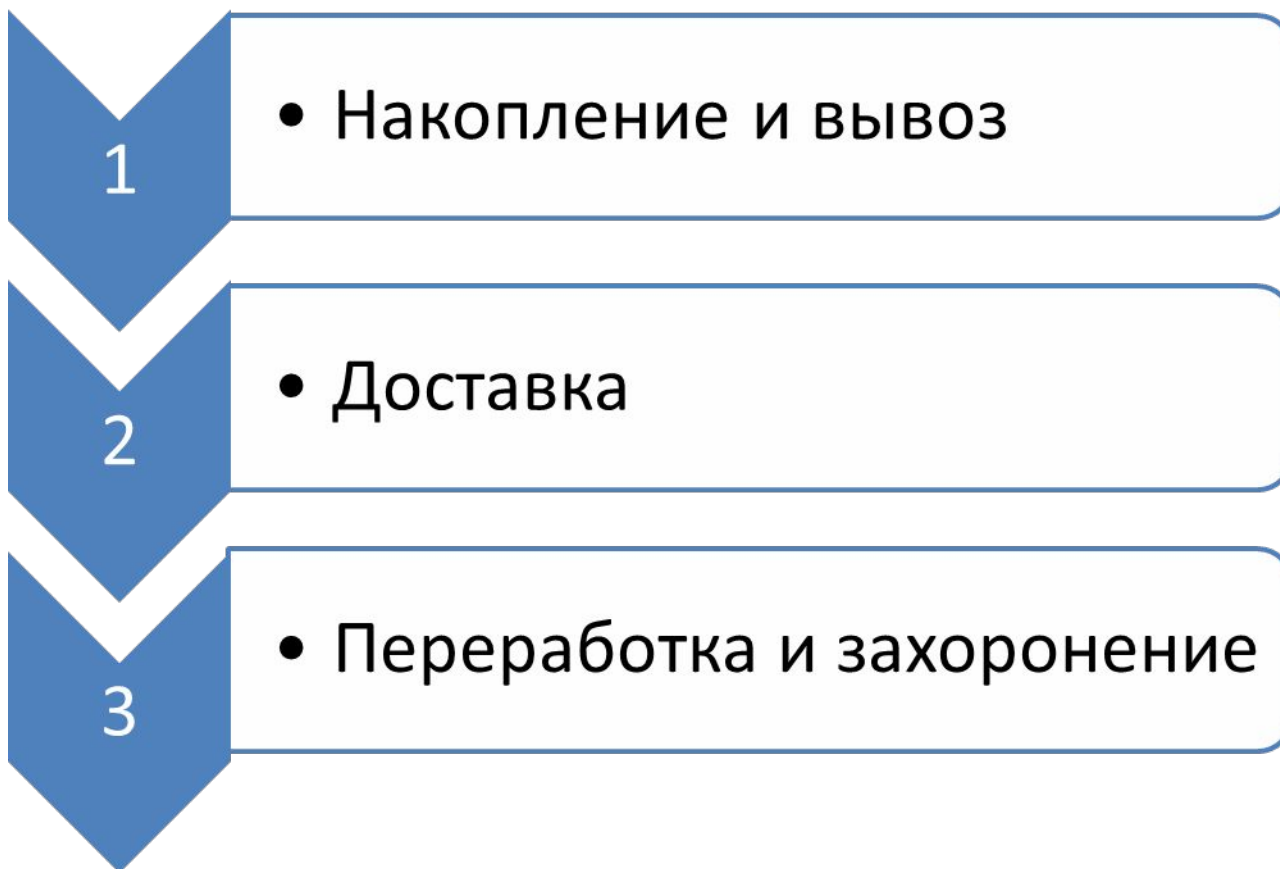 1
• Накопление и вывоз
2
• Доставка
3
• Переработка и захоронение